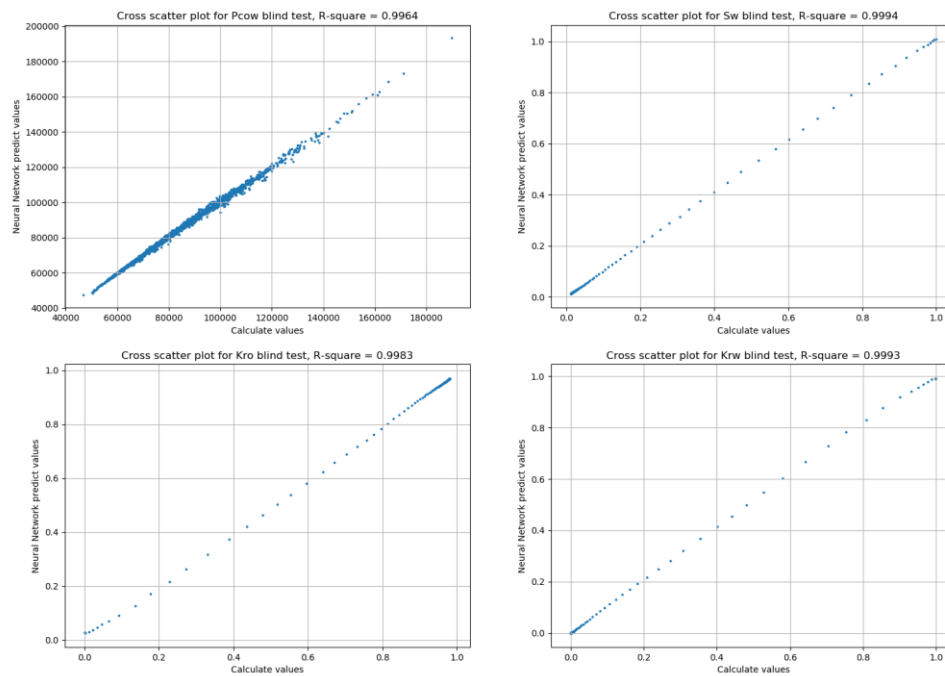 Cross scatter plot for Pcow blind test, R-square = 0.9964
200000
180000
160000
140000
120000
100000
80000
60000
40000
Neural Network predict values
40000 60000 80000 100000 120000 140000 160000 180000
Calculate values
Cross scatter plot for Sw blind test, R-square = 0.9994
1.0
0.8
0.6
0.4
0.2
0.0
Neural Network predict values
0.0 0.2 0.4 0.6 0.8 1.0
Calculate values
Cross scatter plot for Kro blind test, R-square = 0.9983
1.0
0.8
0.6
0.4
0.2
0.0
Neural Network predict values
0.0 0.2 0.4 0.6 0.8 1.0
Calculate values
Cross scatter plot for Krw blind test, R-square = 0.9993
1.0
0.8
0.6
0.4
0.2
0.0
Neural Network predict values
0.0 0.2 0.4 0.6 0.8 1.0
Calculate values